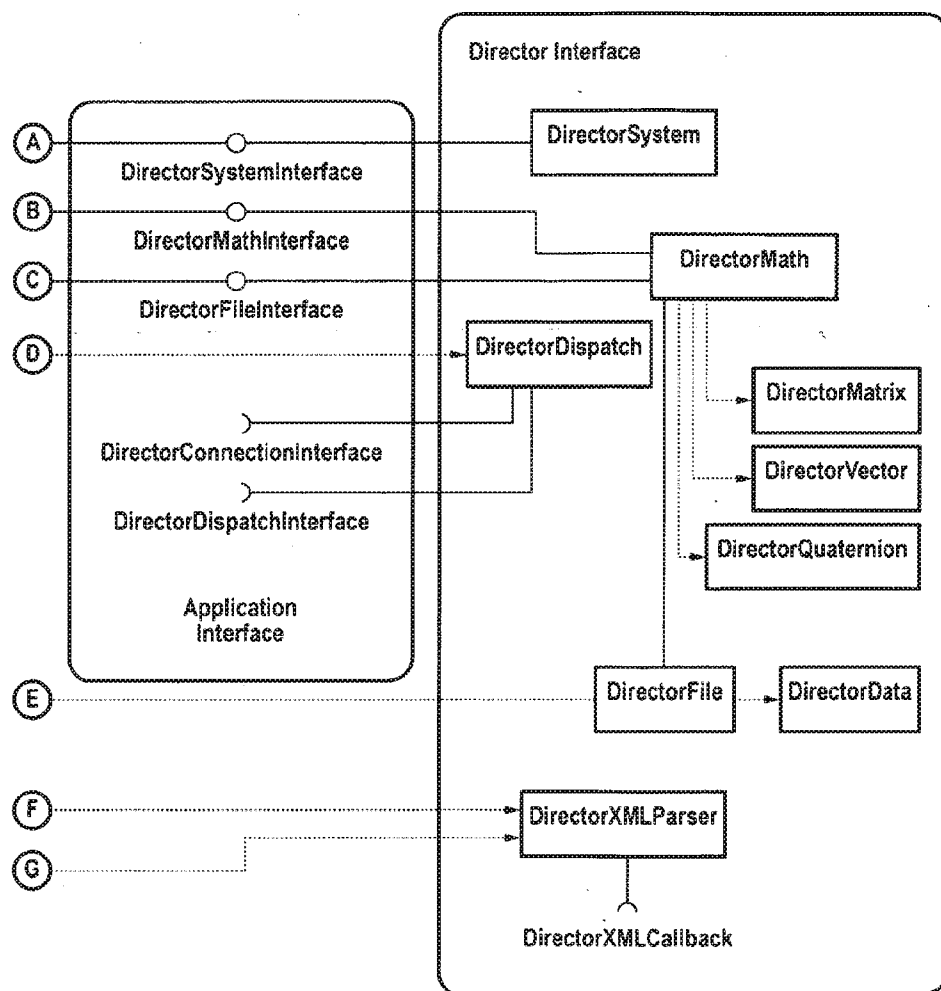 Director Interface
A
DirectorSystem
DirectorSystemInterface
B
DirectorMathInterface
DirectorMath
C
DirectorFileInterface
D
DirectorDispatch
DirectorMatrix
DirectorConnectionInterface
DirectorVector
DirectorDispatchInterface
DirectorQuaternion
Application
Interface
E
DirectorFile
DirectorData
F
DirectorXMLParser
G
DirectorXMLCallback